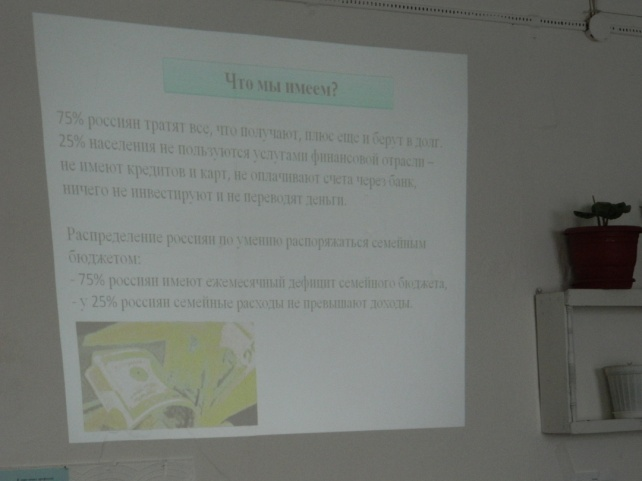 Что мы имеем?
75% россиян тратят все, что получают, плюс еще и берут в долг.
25% населения не пользуются услугами финансовой отрасли –
не имеют кредитов и карт, не оплачивают счета через банк,
ничего не инвестируют и не переводят деньги.
Распределение россиян по умению распоряжаться семейным
бюджетом:
- 75% россиян имеют ежемесячный дефицит семейного бюджета,
- у 25% россиян семейные расходы не превышают доходы.